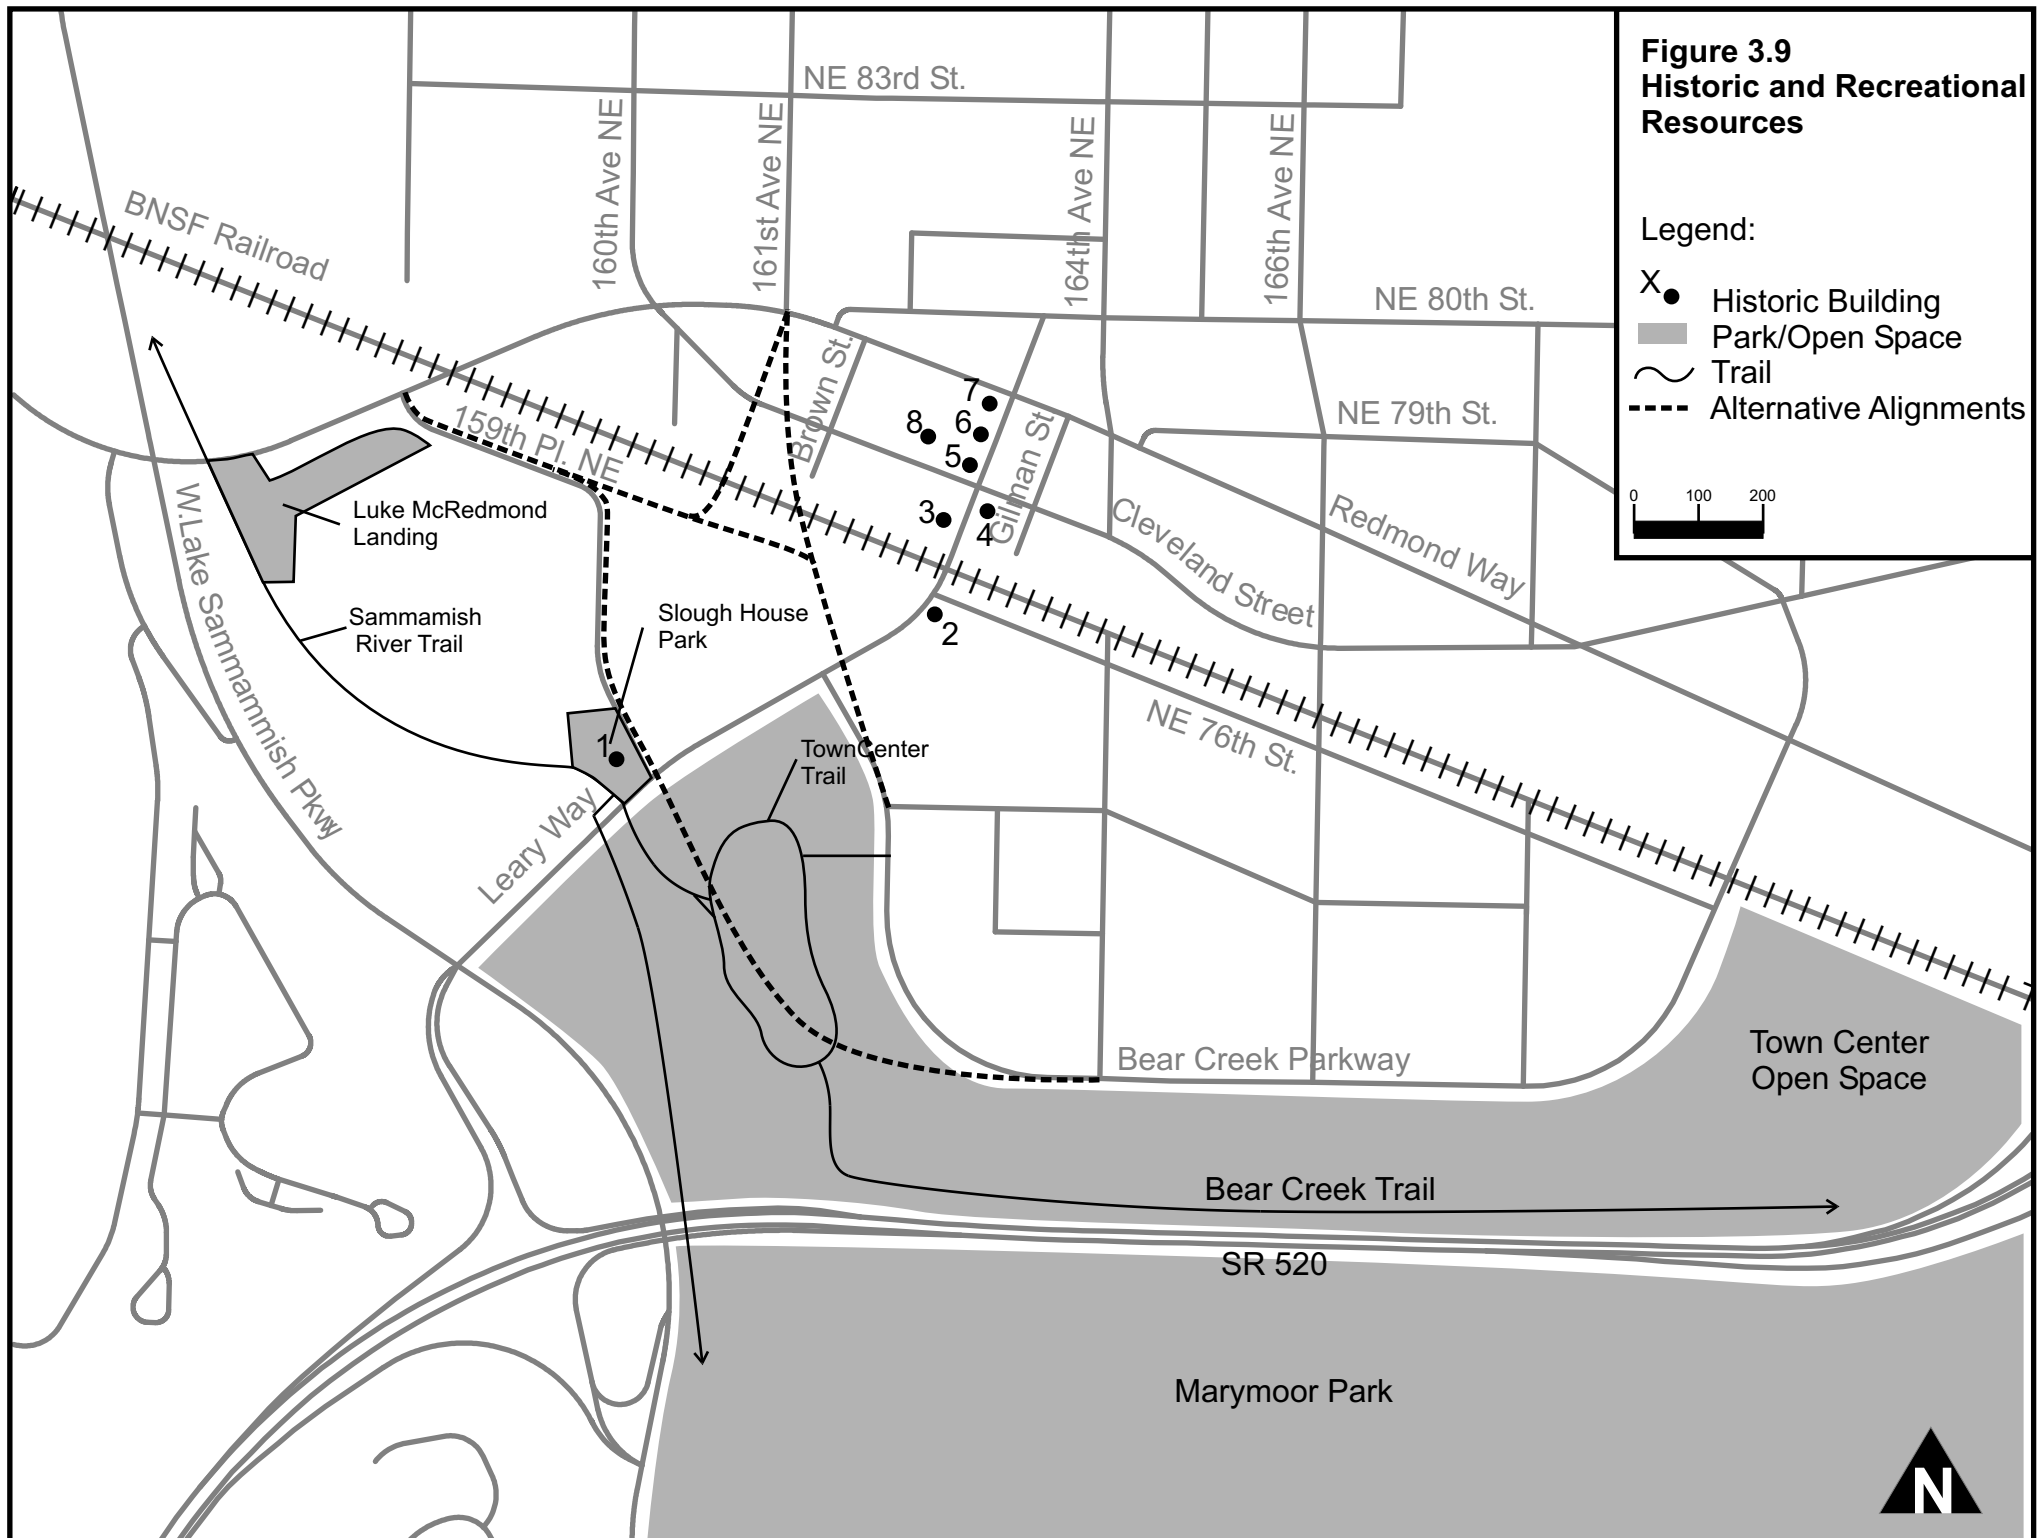 Figure 3.9
Historic and Recreational
Resources
Legend:
X
Historic Building
Park/Open Space
Trail
Alternative Alignments
0 100 200
NE 83rd St.
160th Ave NE
161st Ave NE
164th Ave NE
166th Ave NE
BNSF Railroad
NE 80th St.
Brown St.
7
8
6
5
3
4
2
1
Gilman St
NE 79th St.
159th Pl. NE
Luke McRedmond
Landing
W.Lake Sammammish Pkwy
Cleveland Street
Redmond Way
Sammamish
River Trail
Slough House
Park
NE 76th St.
TownCenter
Trail
Leary Way
Bear Creek Parkway
Town Center
Open Space
Bear Creek Trail
SR 520
Marymoor Park
N